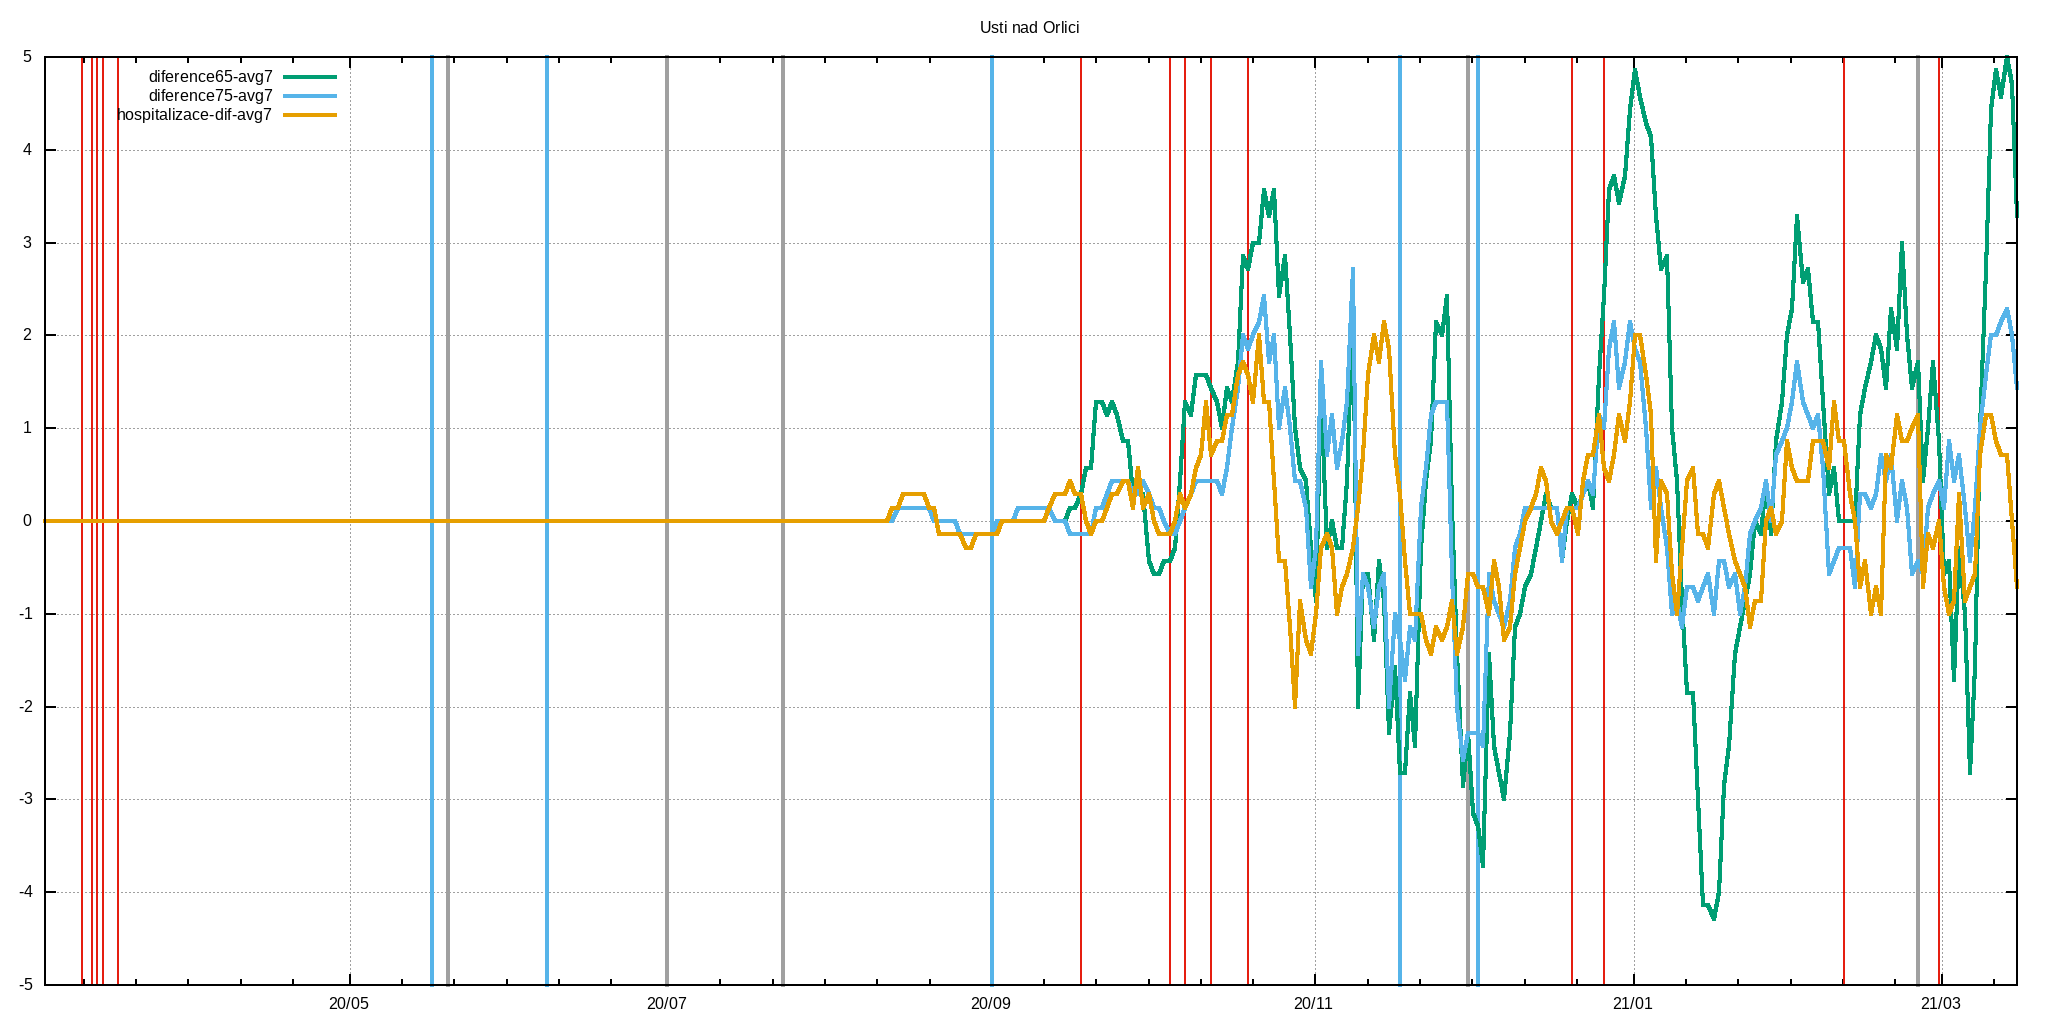 Usti nad Orlici
diference65-avg7
diference75-avg7
hospitalizace-dif-avg7
5
4
3
2
1
0
-1
-2
-3
-4
-5
20/05 20/07 20/09 20/11 21/01 21/03